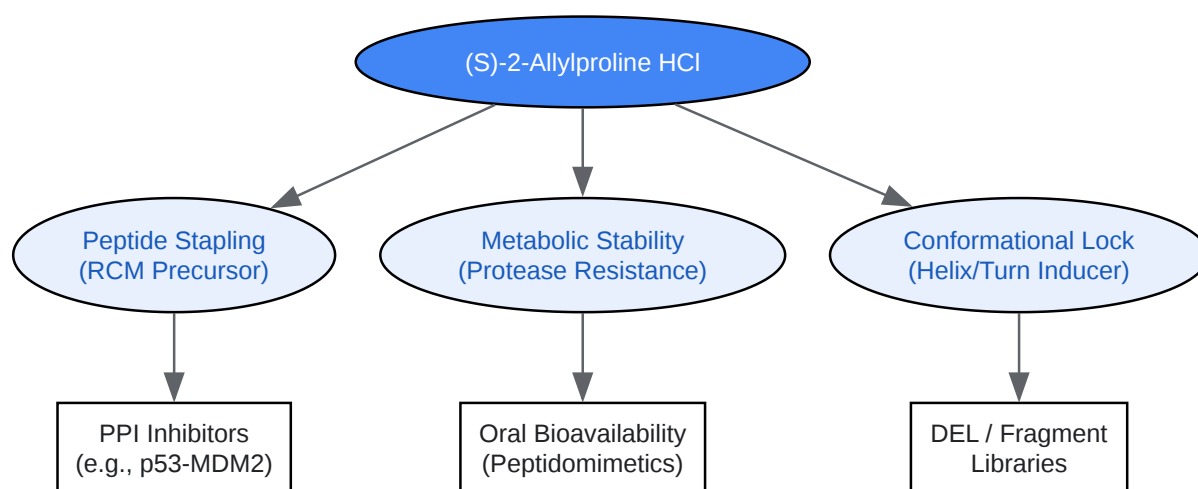 (S)-2-Allylproline HCl
Peptide Stapling
(RCM Precursor)
Metabolic Stability
(Protease Resistance)
Conformational Lock
(Helix/Turn Inducer)
PPI Inhibitors
(e.g., p53-MDM2)
Oral Bioavailability
(Peptidomimetics)
DEL / Fragment
Libraries